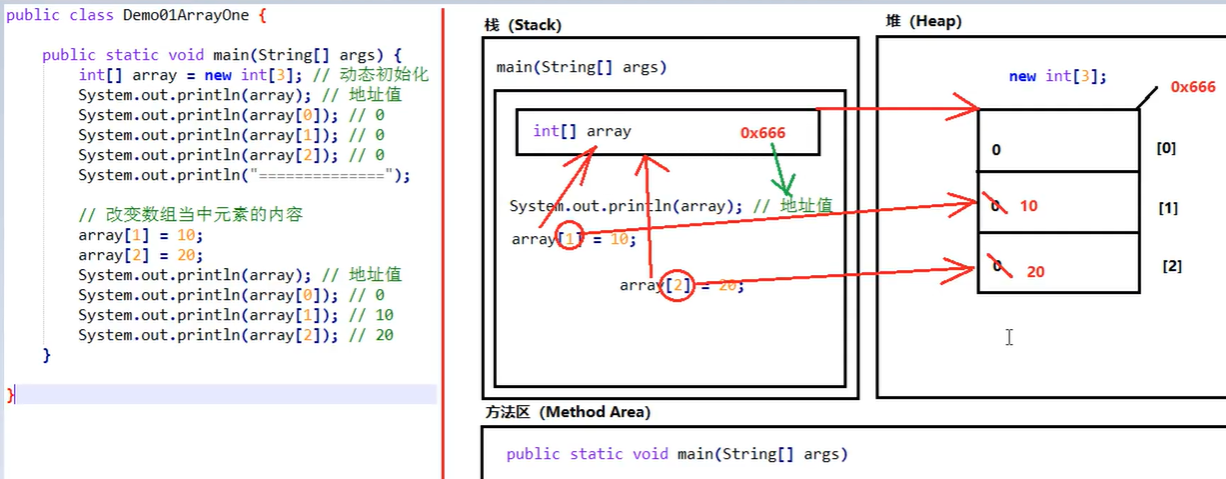 public class Demo01ArrayOne {
public static void main(String[] args) {
int[] array = new int[3]; // 动态初始化
System.out.println(array); // 地址值
System.out.println(array[0]); // 0
System.out.println(array[1]); // 0
System.out.println(array[2]); // 0
System.out.println("==============");
// 改变数组当中元素的内容
array[1] = 10;
array[2] = 20;
System.out.println(array); // 地址值
System.out.println(array[0]); // 0
System.out.println(array[1]); // 10
System.out.println(array[2]); // 20
}
}
栈（Stack）
main(String[] args)
int[] array 0x666
System.out.println(array); // 地址值
array[1] = 10;
array[2] = 20;
堆（Heap）
new int[3];
0x666
0 [0]
0 10 [1]
0 20 [2]
方法区（Method Area）
public static void main(String[] args)